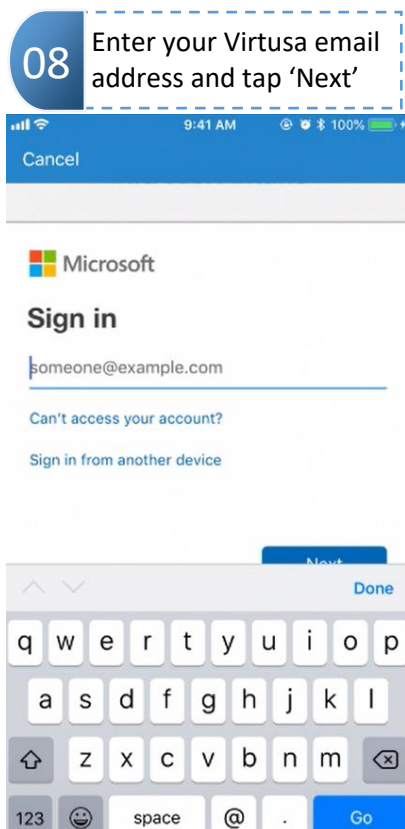 08
Enter your Virtusa email
address and tap ‘Next’
9:41 AM 100%
Cancel
Microsoft
Sign in
someone@example.com
Can't access your account?
Sign in from another device
Next
Done
q w e r t y u i o p
a s d f g h j k l
z x c v b n m
123 space @ . Go